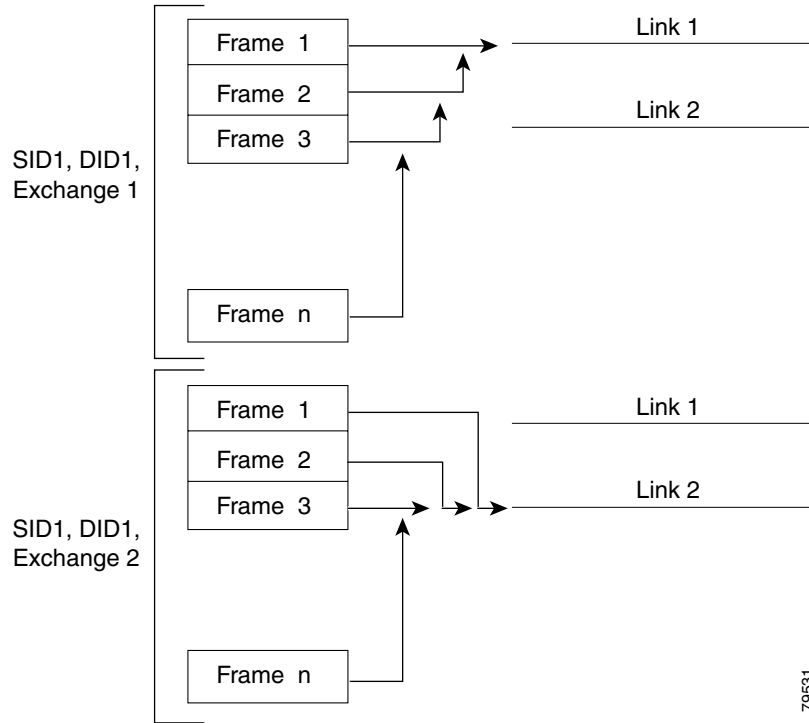 Frame 1
Link 1
Frame 2
Link 2
Frame 3
SID1, DID1,
Exchange 1
Frame n
Frame 1
Link 1
Frame 2
Link 2
Frame 3
SID1, DID1,
Exchange 2
Frame n
79531